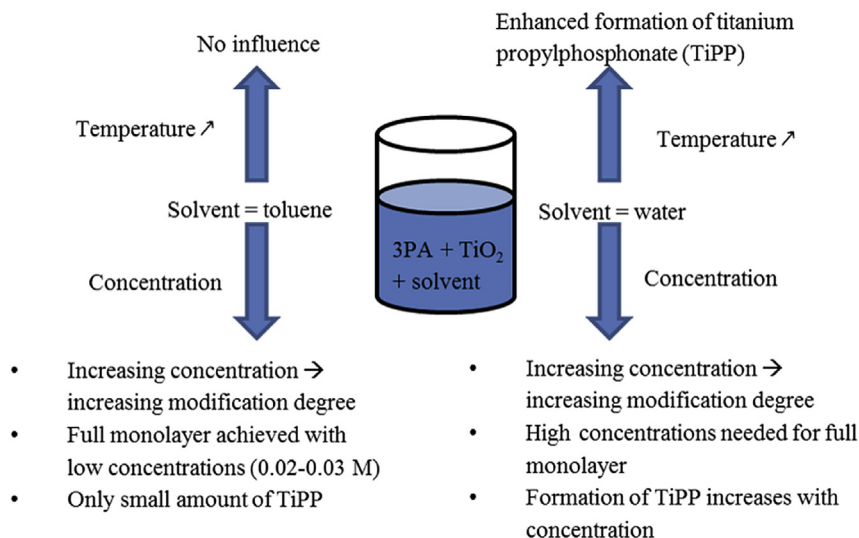 No influence
Temperature ↗
Solvent = toluene
Concentration
• Increasing concentration →
increasing modification degree
• Full monolayer achieved with
low concentrations (0.02-0.03 M)
• Only small amount of TiPP
3PA + TiO₂
+ solvent
Enhanced formation of titanium
propylphosphonate (TiPP)
Temperature ↗
Solvent = water
Concentration
• Increasing concentration →
increasing modification degree
• High concentrations needed for full
monolayer
• Formation of TiPP increases with
concentration